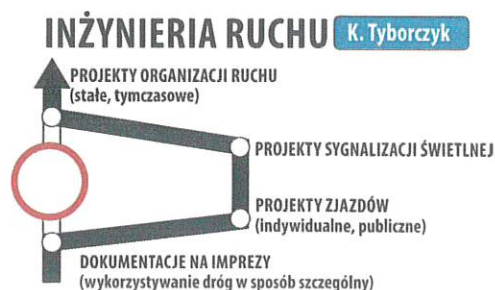 INŻYNIERIA RUCHU K. Tyborczyk
PROJEKTY ORGANIZACJI RUCHU
(stałe, tymczasowe)
PROJEKTY SYGNALIZACJI ŚWIETLNEJ
PROJEKTY ZJAZDÓW
(indywidualne, publiczne)
DOKUMENTACJE NA IMPREZY
(wykorzystywanie dróg w sposób szczególny)